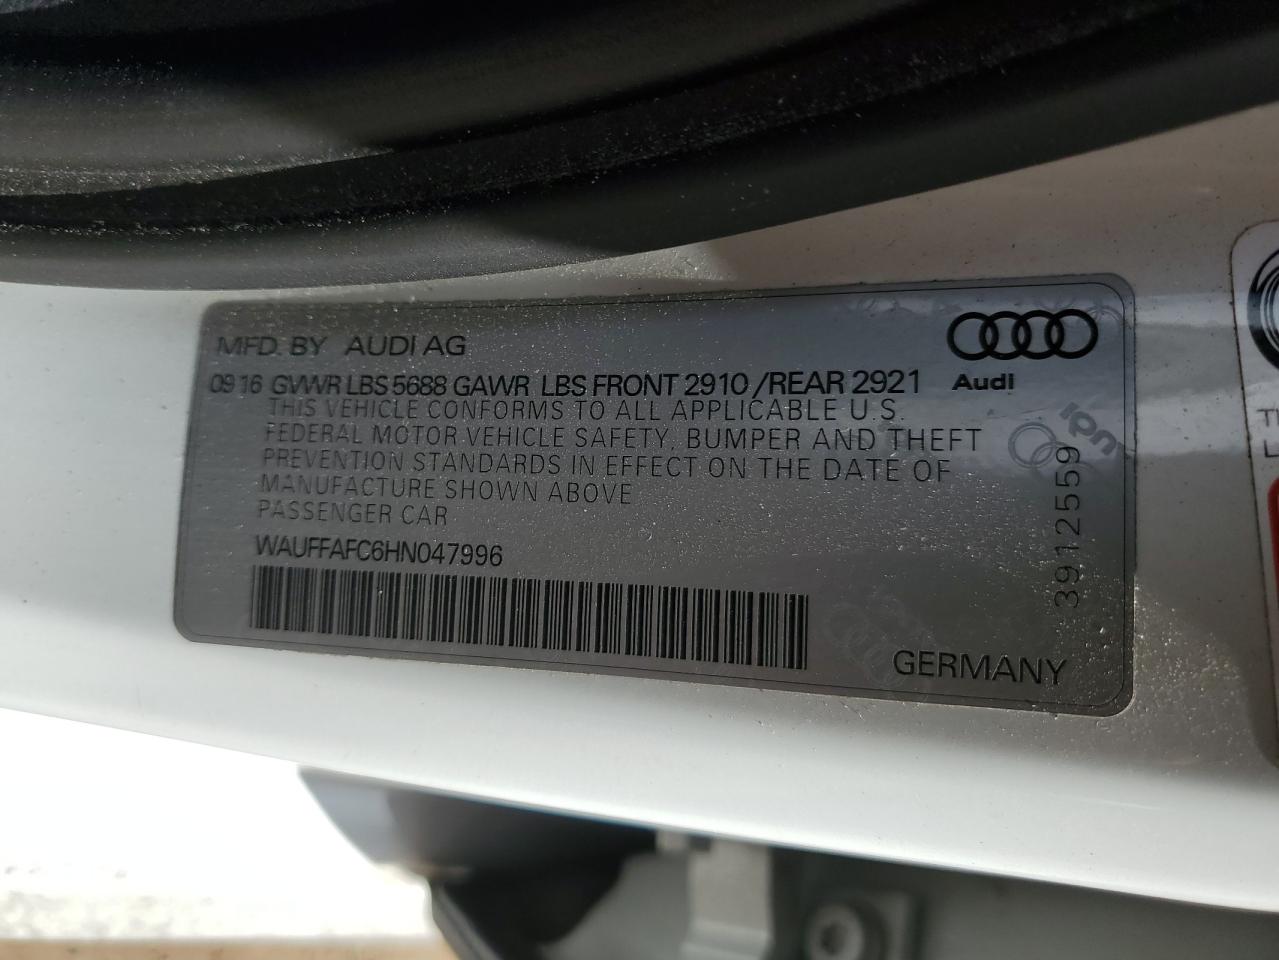 MFD. BY AUDI AG
09 16 GVWR LBS 5688 GAWR LBS FRONT 2910 /REAR 2921
THIS VEHICLE CONFORMS TO ALL APPLICABLE U.S.
FEDERAL MOTOR VEHICLE SAFETY, BUMPER AND THEFT
PREVENTION STANDARDS IN EFFECT ON THE DATE OF
MANUFACTURE SHOWN ABOVE
PASSENGER CAR
WAUFFAFC6HN047996
Audi
Audi
3912559
GERMANY